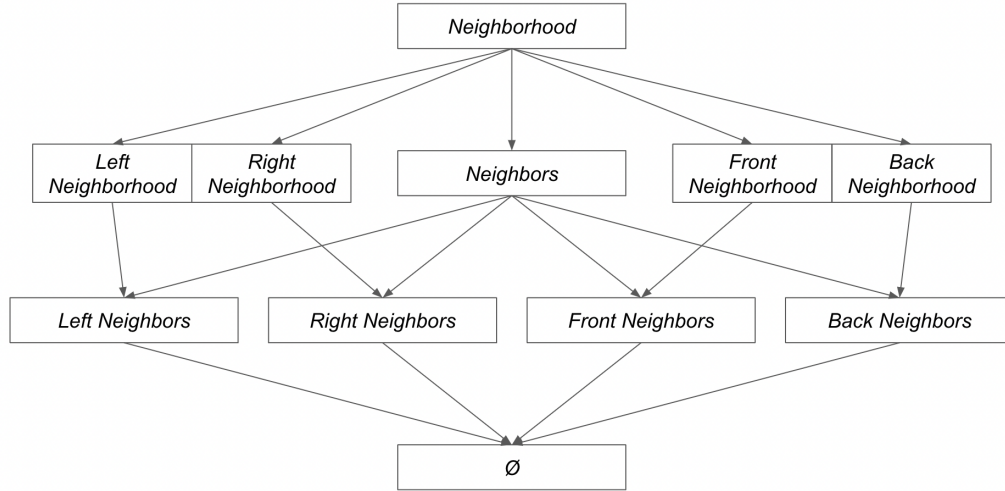 Neighborhood
Left
Neighborhood
Right
Neighborhood
Neighbors
Front
Neighborhood
Back
Neighborhood
Left Neighbors
Right Neighbors
Front Neighbors
Back Neighbors
Ø